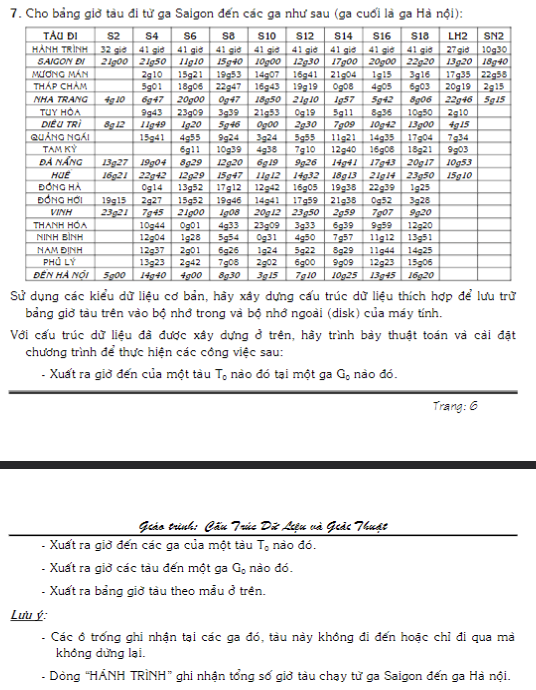 7. Cho bảng giờ tàu đi từ ga Saigon đến các ga như sau (ga cuối là ga Hà nội):
TÀU ĐI S2 S4 S6 S8 S10 S12 S14 S16 S18 LH2 SN2
HÀNH TRÌNH 32 giờ 41 giờ 41 giờ 41 giờ 41 giờ 41 giờ 41 giờ 41 giờ 41 giờ 27giờ 10g30
SAIGON ĐI 21g00 21g50 11g10 15g40 10g00 12g30 17g00 20g00 22g20 13g20 18g40
MƯƠNG MÁN 2g10 15g21 19g53 14g07 16g41 21g04 1g15 3g16 17g35 22g58
THÁP CHÀM 5g01 18g06 22g47 16g43 19g19 0g08 4g05 6g03 20g19 2g15
NHA TRANG 4g10 6g47 20g00 0g47 18g50 21g10 1g57 5g42 8g06 22g46 5g15
TUY HÒA 9g43 23g09 3g39 21g53 0g19 5g11 8g36 10g50 2g10
DIÊU TRÌ 8g12 11g49 1g20 5g46 0g00 2g30 7g09 10g42 13g00 4g15
QUẢNG NGÃI 15g41 4g55 9g24 3g24 5g55 11g21 14g35 17g04 7g34
TAM KỲ 6g11 10g39 4g38 7g10 12g40 16g08 18g21 9g03
ĐÀ NẴNG 13g27 19g04 8g29 12g20 6g19 9g26 14g41 17g43 20g17 10g53
HUẾ 16g21 22g42 12g29 15g47 11g12 14g32 18g13 21g14 23g50 15g10
ĐÔNG HÀ 0g14 13g52 17g12 12g42 16g05 19g38 22g39 1g25
ĐỒNG HỚI 19g15 2g27 15g52 19g46 14g41 17g59 21g38 0g52 3g28
VINH 23g21 7g45 21g00 1g08 20g12 23g50 2g59 7g07 9g20
THANH HÓA 10g44 0g01 4g33 23g09 3g33 6g39 9g59 12g20
NINH BÌNH 12g04 1g28 5g54 0g31 4g50 7g57 11g12 13g51
NAM ĐỊNH 12g37 2g01 6g26 1g24 5g22 8g29 11g44 14g25
PHỦ LÝ 13g23 2g42 7g08 2g02 6g00 9g09 12g23 15g06
ĐẾN HÀ NỘI 5g00 14g40 4g00 8g30 3g15 7g10 10g25 13g45 16g20
Sử dụng các kiểu dữ liệu cơ bản, hãy xây dựng cấu trúc dữ liệu thích hợp để lưu trữ
bảng giờ tàu trên vào bộ nhớ trong và bộ nhớ ngoài (disk) của máy tính.
Với cấu trúc dữ liệu đã được xây dựng ở trên, hãy trình bày thuật toán và cài đặt
chương trình để thực hiện các công việc sau:
- Xuất ra giờ đến của một tàu T₀ nào đó tại một ga G₀ nào đó.
Trang: 6
Giáo trình: Cấu Trúc Dữ Liệu và Giải Thuật
- Xuất ra giờ đến các ga của một tàu T₀ nào đó.
- Xuất ra giờ các tàu đến một ga G₀ nào đó.
- Xuất ra bảng giờ tàu theo mẫu ở trên.
Lưu ý:
- Các ô trống ghi nhận tại các ga đó, tàu này không đi đến hoặc chỉ đi qua mà
không dừng lại.
- Dòng “HÀNH TRÌNH” ghi nhận tổng số giờ tàu chạy từ ga Saigon đến ga Hà nội.